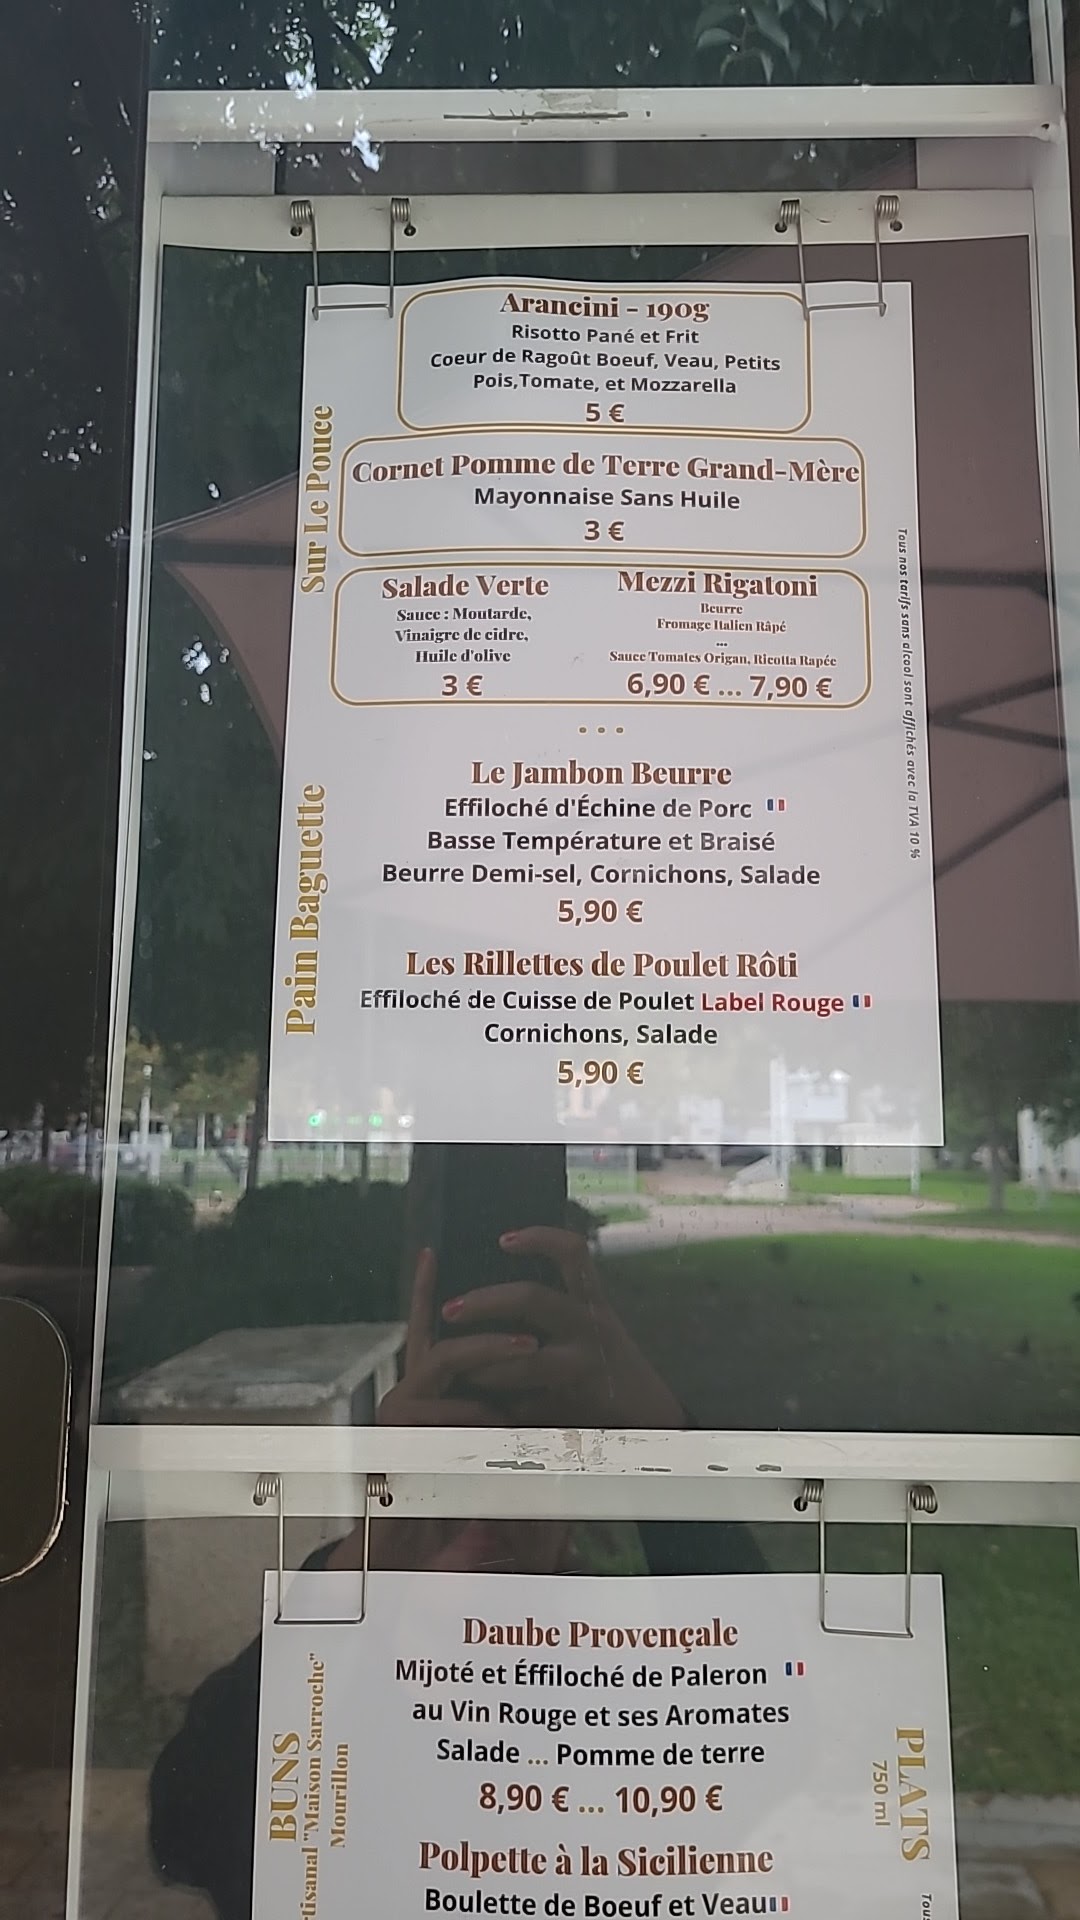 Arancini - 190g
Risotto Pané et Frit
Coeur de Ragoût Boeuf, Veau, Petits
Pois,Tomate, et Mozzarella
5 €
Sur Le Pouce
Cornet Pomme de Terre Grand-Mère
Mayonnaise Sans Huile
3 €
Salade Verte
Sauce : Moutarde,
Vinaigre de cidre,
Huile d'olive
3 €
Mezzi Rigatoni
Beurre
Fromage Italien Râpé
...
Sauce Tomates Origan, Ricotta Rapée
6,90 € ... 7,90 €
Tous nos tarifs sans alcool sont affichés avec la TVA 10 %
...
Pain Baguette
Le Jambon Beurre
Effiloché d'Échine de Porc
Basse Température et Braisé
Beurre Demi-sel, Cornichons, Salade
5,90 €
Les Rillettes de Poulet Rôti
Effiloché de Cuisse de Poulet Label Rouge
Cornichons, Salade
5,90 €
BUNS
tisanal "Maison Sarroche"
Mourillon
Daube Provençale
Mijoté et Éffiloché de Paleron
au Vin Rouge et ses Aromates
Salade ... Pomme de terre
8,90 € ... 10,90 €
PLATS
750 ml
Polpette à la Sicilienne
Boulette de Boeuf et Veau
Tous